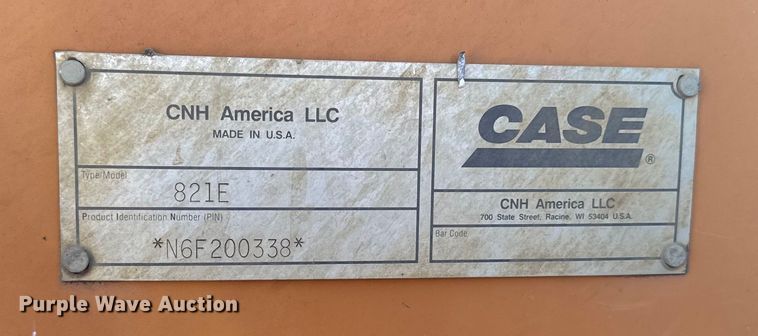 CNH America LLC
MADE IN U.S.A.
Type/Model
821E
Product Identification Number (PIN)
*N6F200338*
CASE
®
CNH America LLC
700 State Street, Racine, WI 53404 U.S.A.
Bar Code
Purple Wave Auction